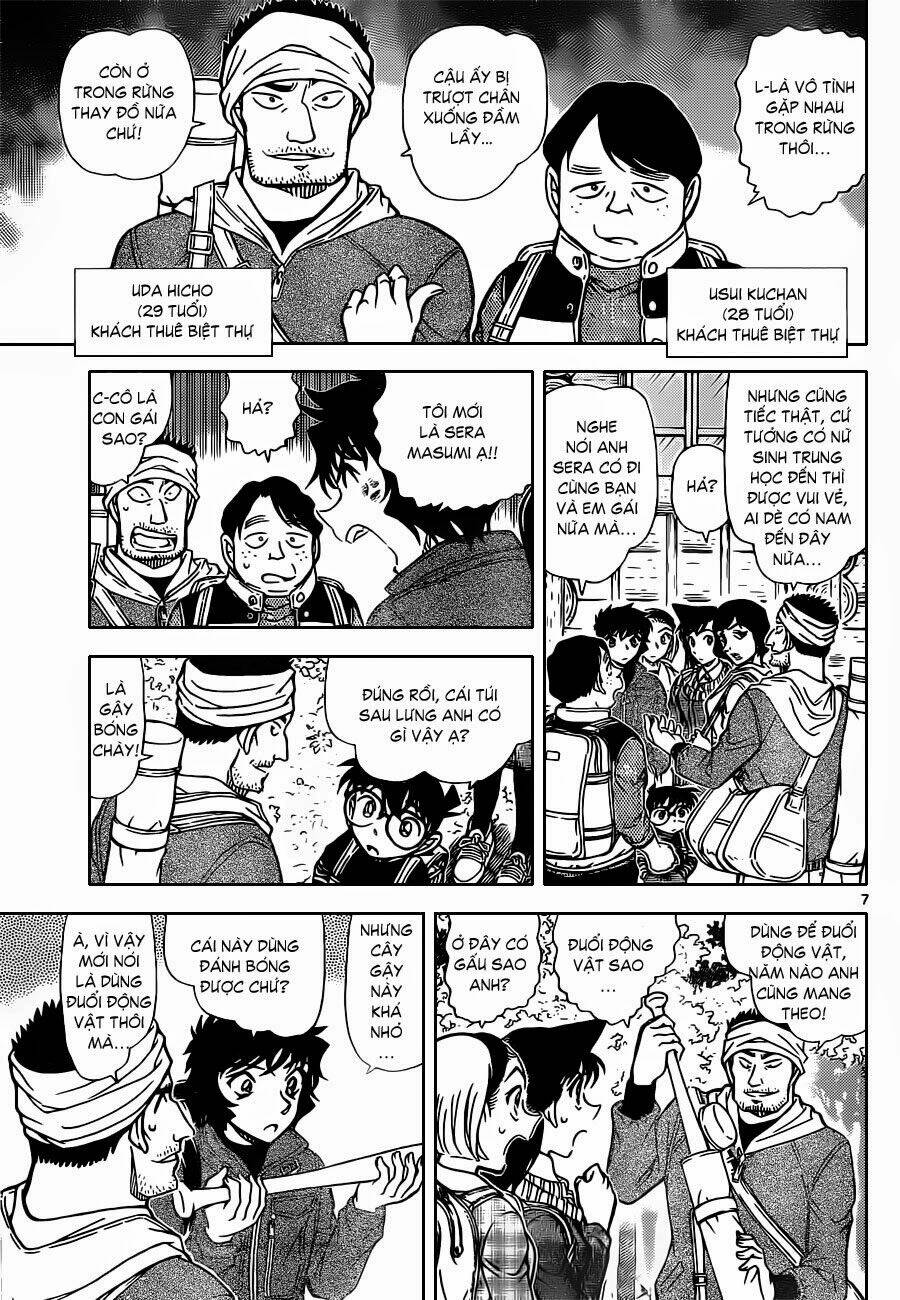 L-LÀ VÔ TÌNH
GẶP NHAU
TRONG RỪNG
THÔI...
CẬU ẤY BỊ
TRƯỢT CHÂN
XUỐNG ĐẦM
LẦY...
CÒN Ở
TRONG RỪNG
THAY ĐỒ NỮA
CHỨ!
USUI KUCHAN
(28 TUỔI)
KHÁCH THUÊ BIỆT THỰ
UDA HICHO
(29 TUỔI)
KHÁCH THUÊ BIỆT THỰ
NHƯNG CŨNG
TIẾC THẬT, CỨ
TƯỞNG CÓ NỮ
SINH TRUNG
HỌC ĐẾN THÌ
ĐƯỢC VUI VẺ,
AI DÈ CÓ NAM
ĐẾN ĐÂY
NỮA...
HẢ?
NGHE
NÓI ANH
SERA CÓ ĐI
CÙNG BẠN
VÀ EM GÁI
NỮA MÀ...
TÔI MỚI
LÀ SERA
MASUMI Ạ!!
HẢ?
C-CÔ LÀ
CON GÁI
SAO?
ĐÚNG RỒI, CÁI TÚI
SAU LƯNG ANH CÓ
GÌ VẬY Ạ?
LÀ
GẬY
BÓNG
CHÀY!
7
DÙNG ĐỂ ĐUỔI
ĐỘNG VẬT,
NĂM NÀO ANH
CŨNG MANG
THEO!
ĐUỔI ĐỘNG
VẬT SAO
...
Ở ĐÂY CÓ
GẤU SAO
ANH?
NHƯNG
CÂY
GẬY
NÀY
KHÁ
NHỎ
...
CÁI NÀY DÙNG
ĐÁNH BÓNG
ĐƯỢC CHỨ?
À, VÌ VẬY
MỚI NÓI
LÀ DÙNG
ĐUỔI ĐỘNG
VẬT THÔI
MÀ...